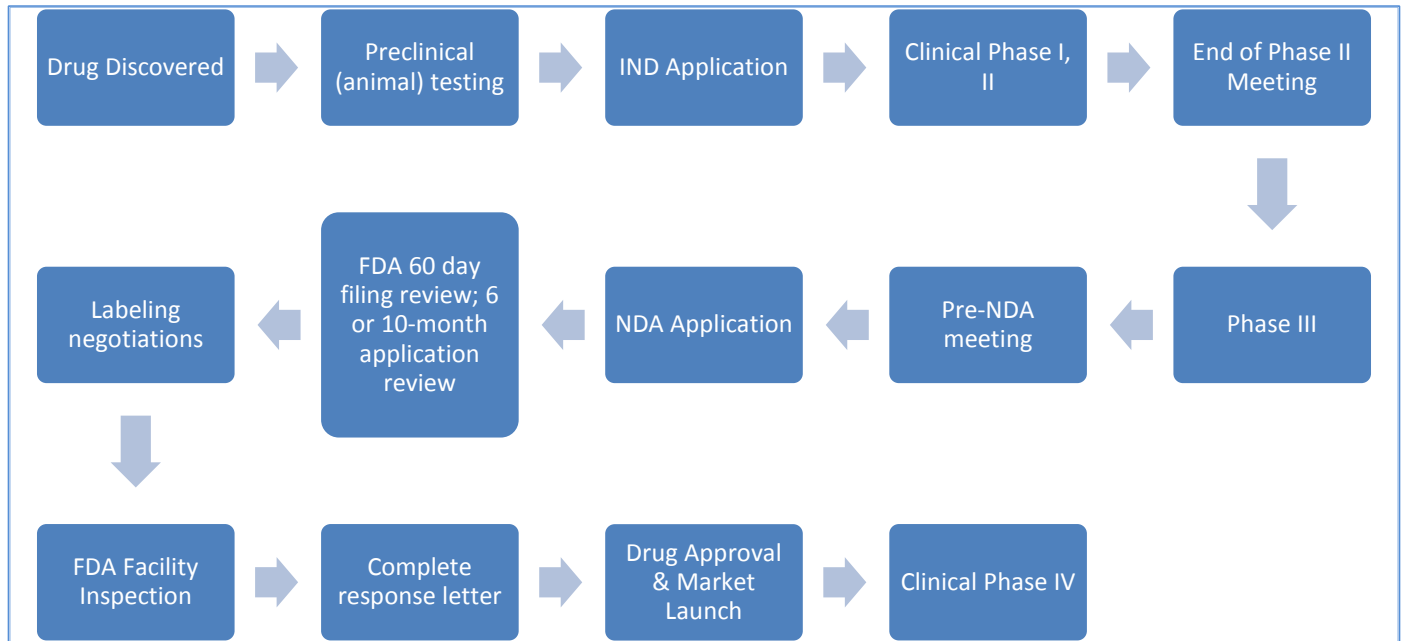 Drug Discovered
Preclinical
(animal) testing
IND Application
Clinical Phase I,
II
End of Phase II
Meeting
Phase III
Pre-NDA
meeting
NDA Application
FDA 60 day
filing review; 6
or 10-month
application
review
Labeling
negotiations
FDA Facility
Inspection
Complete
response letter
Drug Approval
& Market
Launch
Clinical Phase IV